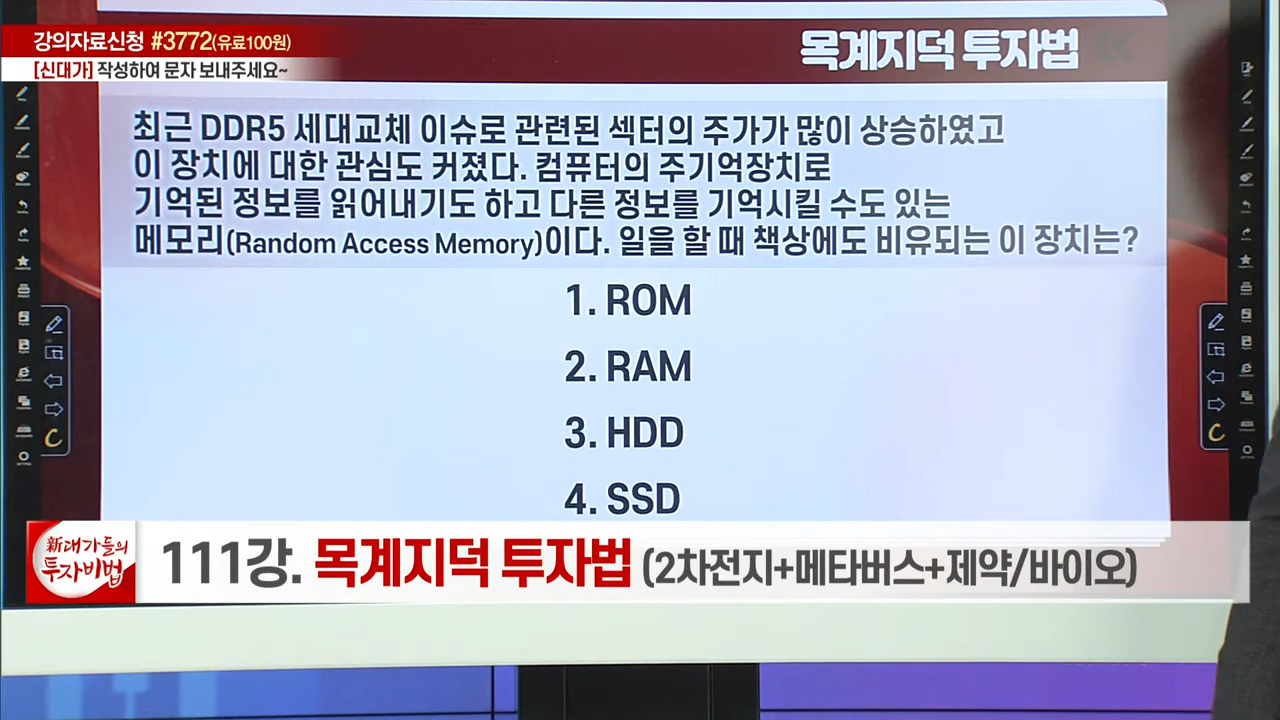 강의자료신청 #3772(유료100원)
[신대가] 작성하여 문자 보내주세요~
목계지덕 투자법
최근 DDR5 세대교체 이슈로 관련된 섹터의 주가가 많이 상승하였고
이 장치에 대한 관심도 커졌다. 컴퓨터의 주기억장치로
기억된 정보를 읽어내기도 하고 다른 정보를 기억시킬 수도 있는
메모리(Random Access Memory)이다. 일을 할 때 책상에도 비유되는 이 장치는?
1. ROM
2. RAM
3. HDD
4. SSD
新대가들의
투자비법
111강. 목계지덕 투자법 (2차전지+메타버스+제약/바이오)